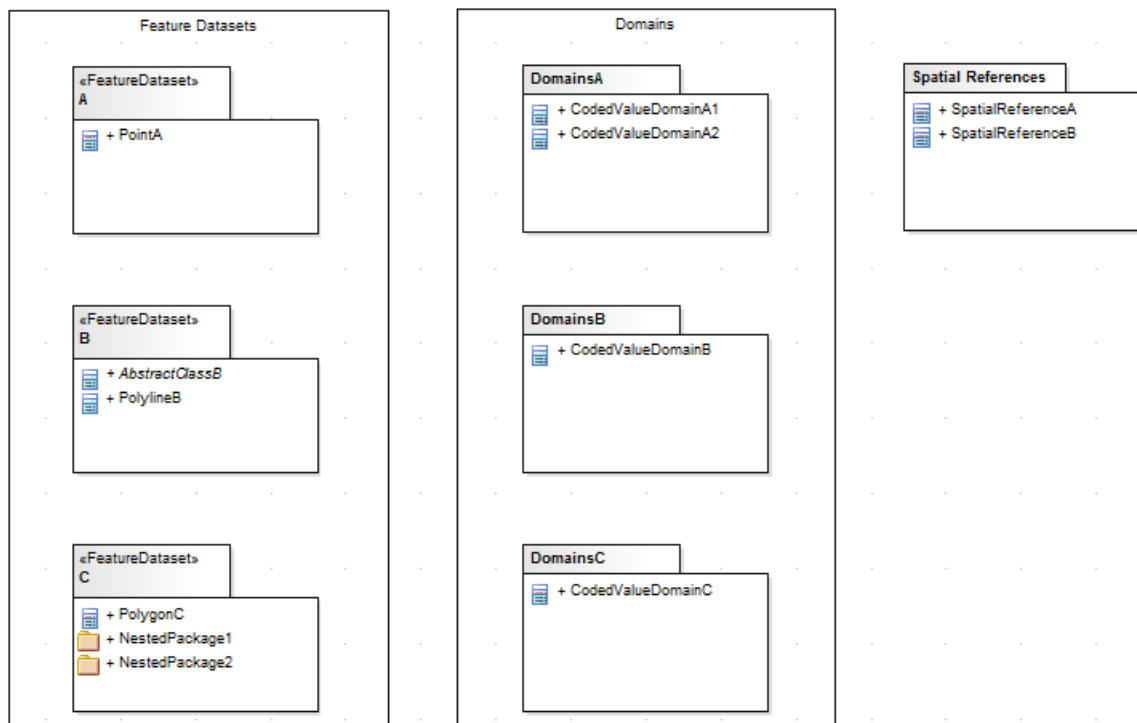 Feature Datasets
«FeatureDataset»
A
+ PointA
«FeatureDataset»
B
+ AbstractClassB
+ PolylineB
«FeatureDataset»
C
+ PolygonC
+ NestedPackage1
+ NestedPackage2
Domains
DomainsA
+ CodedValueDomainA1
+ CodedValueDomainA2
DomainsB
+ CodedValueDomainB
DomainsC
+ CodedValueDomainC
Spatial References
+ SpatialReferenceA
+ SpatialReferenceB